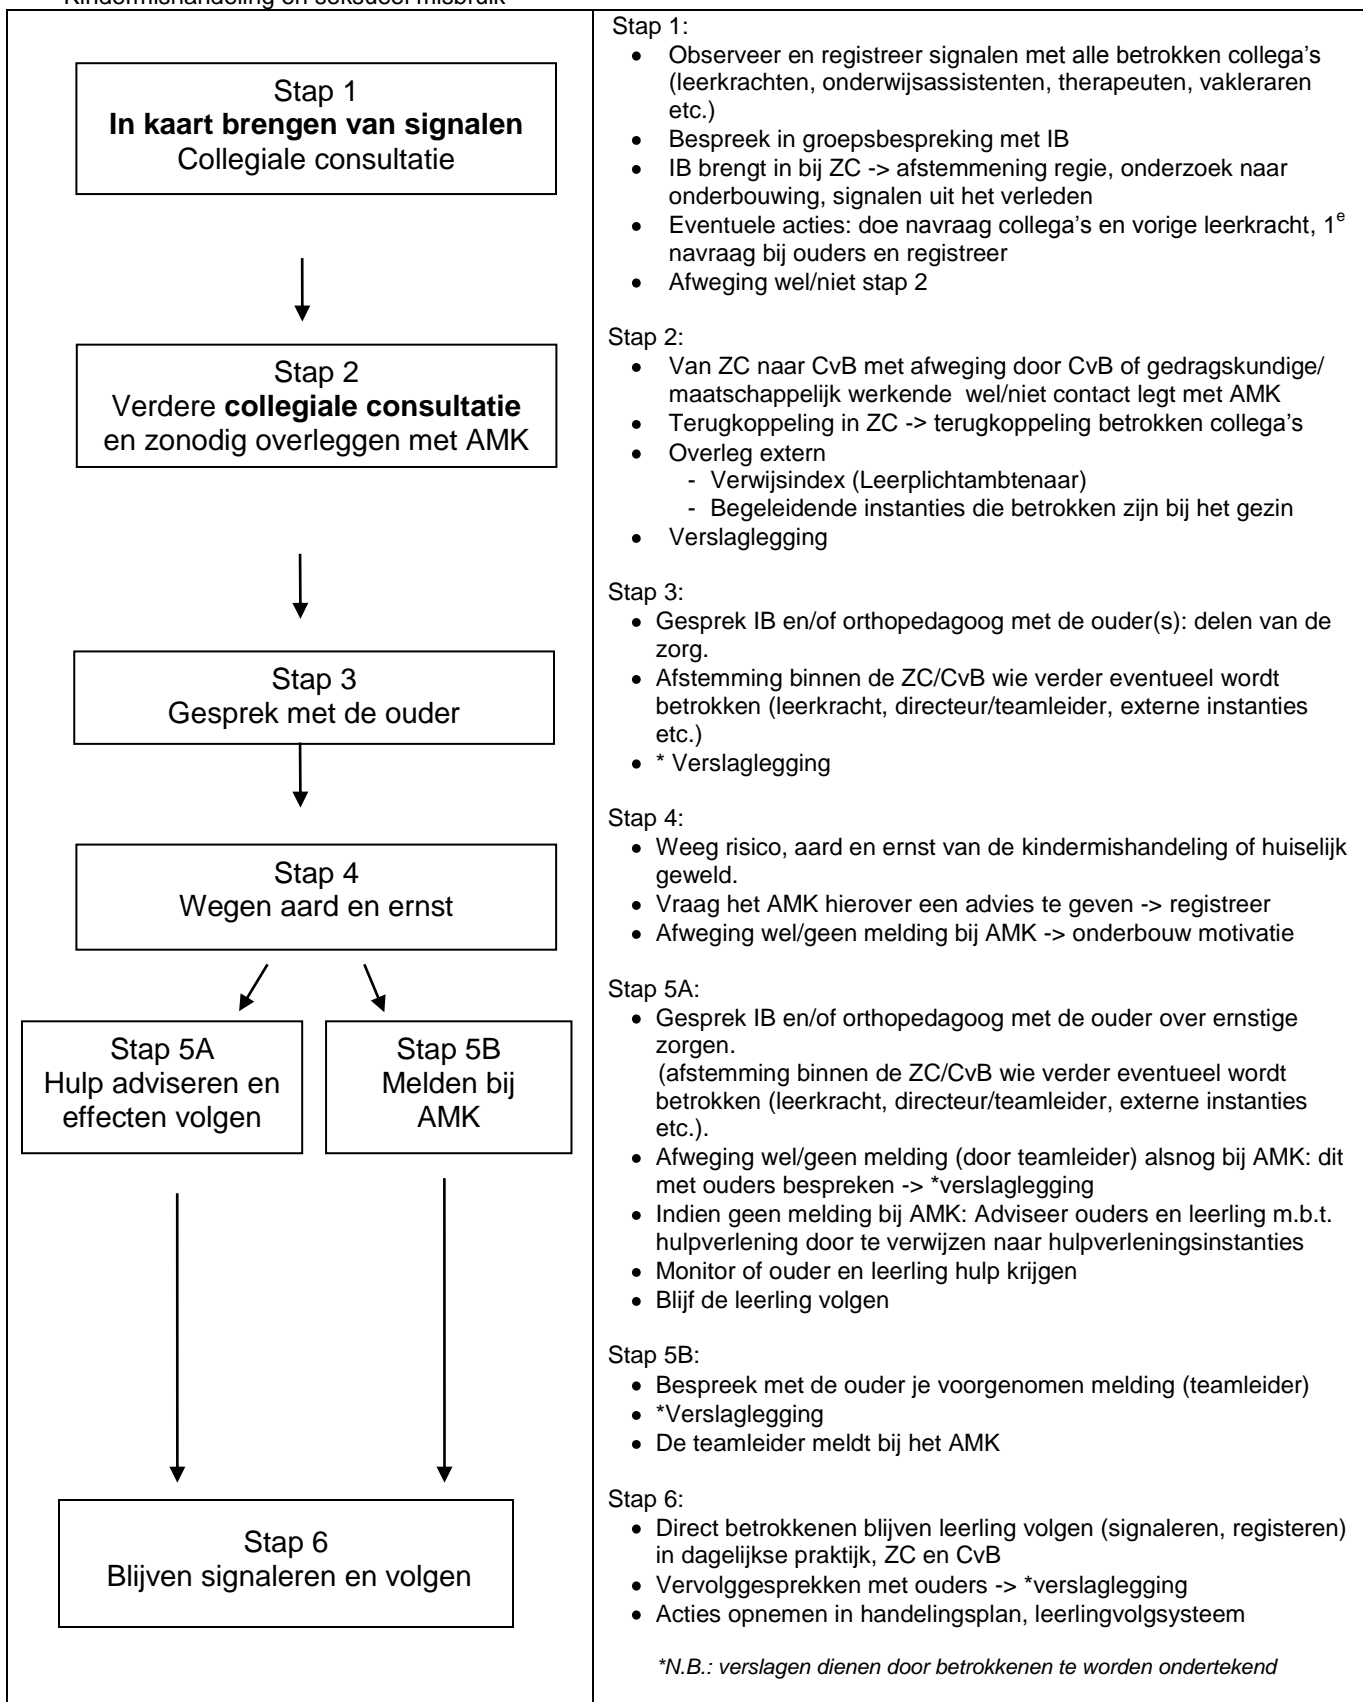 Kindermishandeling en seksueel misbruik
Stap 1
In kaart brengen van signalen
Collegiale consultatie
Stap 2
Verdere collegiale consultatie
en zonodig overleggen met AMK
Stap 3
Gesprek met de ouder
Stap 4
Wegen aard en ernst
Stap 5A
Hulp adviseren en
effecten volgen
Stap 5B
Melden bij
AMK
Stap 6
Blijven signaleren en volgen
Stap 1:
• Observeer en registreer signalen met alle betrokken collega's
(leerkrachten, onderwijsassistenten, therapeuten, vakleraren
etc.)
• Bespreek in groepsbespreking met IB
• IB brengt in bij ZC -> afstemmening regie, onderzoek naar
onderbouwing, signalen uit het verleden
• Eventuele acties: doe navraag collega's en vorige leerkracht, 1e
navraag bij ouders en registreer
• Afweging wel/niet stap 2
Stap 2:
• Van ZC naar CvB met afweging door CvB of gedragskundige/
maatschappelijk werkende wel/niet contact legt met AMK
• Terugkoppeling in ZC -> terugkoppeling betrokken collega's
• Overleg extern
- Verwijsindex (Leerplichtambtenaar)
- Begeleidende instanties die betrokken zijn bij het gezin
• Verslaglegging
Stap 3:
• Gesprek IB en/of orthopedagoog met de ouder(s): delen van de
zorg.
• Afstemming binnen de ZC/CvB wie verder eventueel wordt
betrokken (leerkracht, directeur/teamleider, externe instanties
etc.)
• * Verslaglegging
Stap 4:
• Weeg risico, aard en ernst van de kindermishandeling of huiselijk
geweld.
• Vraag het AMK hierover een advies te geven -> registreer
• Afweging wel/geen melding bij AMK -> onderbouw motivatie
Stap 5A:
• Gesprek IB en/of orthopedagoog met de ouder over ernstige
zorgen.
(afstemming binnen de ZC/CvB wie verder eventueel wordt
betrokken (leerkracht, directeur/teamleider, externe instanties
etc.).
• Afweging wel/geen melding (door teamleider) alsnog bij AMK: dit
met ouders bespreken -> *verslaglegging
• Indien geen melding bij AMK: Adviseer ouders en leerling m.b.t.
hulpverlening door te verwijzen naar hulpverleningsinstanties
• Monitor of ouder en leerling hulp krijgen
• Blijf de leerling volgen
Stap 5B:
• Bespreek met de ouder je voorgenomen melding (teamleider)
• *Verslaglegging
• De teamleider meldt bij het AMK
Stap 6:
• Direct betrokkenen blijven leerling volgen (signaleren, registeren)
in dagelijkse praktijk, ZC en CvB
• Vervolggesprekken met ouders -> *verslaglegging
• Acties opnemen in handelingsplan, leerlingvolgsysteem
*N.B.: verslagen dienen door betrokkenen te worden ondertekend